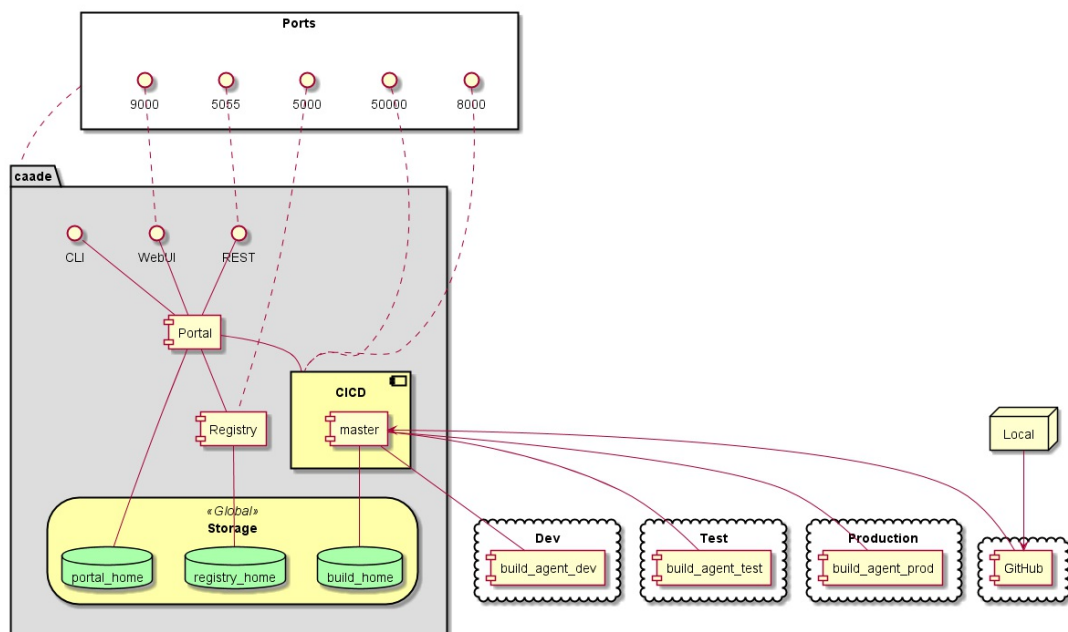 Ports
9000
5065
5000
50000
8000
caade
CLI
WebUI
REST
Portal
CICD
Registry
master
Local
«Global»
Storage
Dev
Test
Production
portal_home
registry_home
build_home
build_agent_dev
build_agent_test
build_agent_prod
GitHub